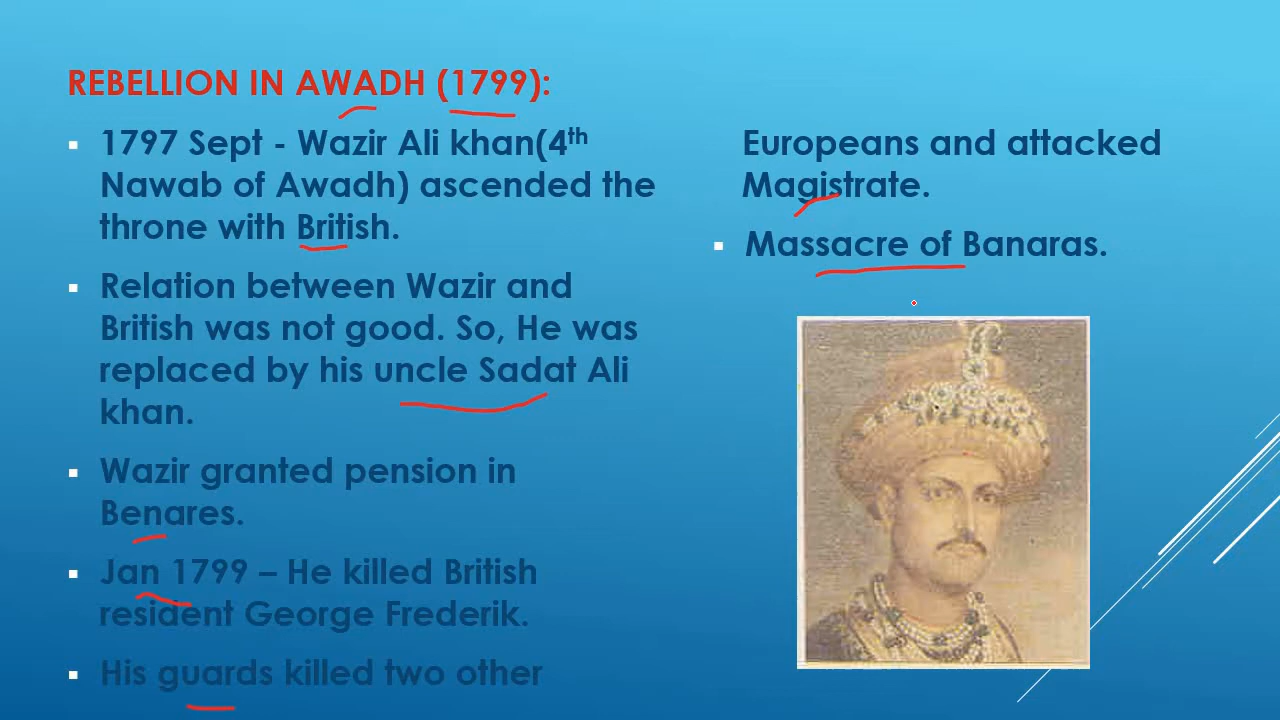 REBELLION IN AWADH (1799):
▪ 1797 Sept - Wazir Ali khan(4th
Nawab of Awadh) ascended the
throne with British.
▪ Relation between Wazir and
British was not good. So, He was
replaced by his uncle Sadat Ali
khan.
▪ Wazir granted pension in
Benares.
▪ Jan 1799 – He killed British
resident George Frederik.
▪ His guards killed two other
Europeans and attacked
Magistrate.
▪ Massacre of Banaras.